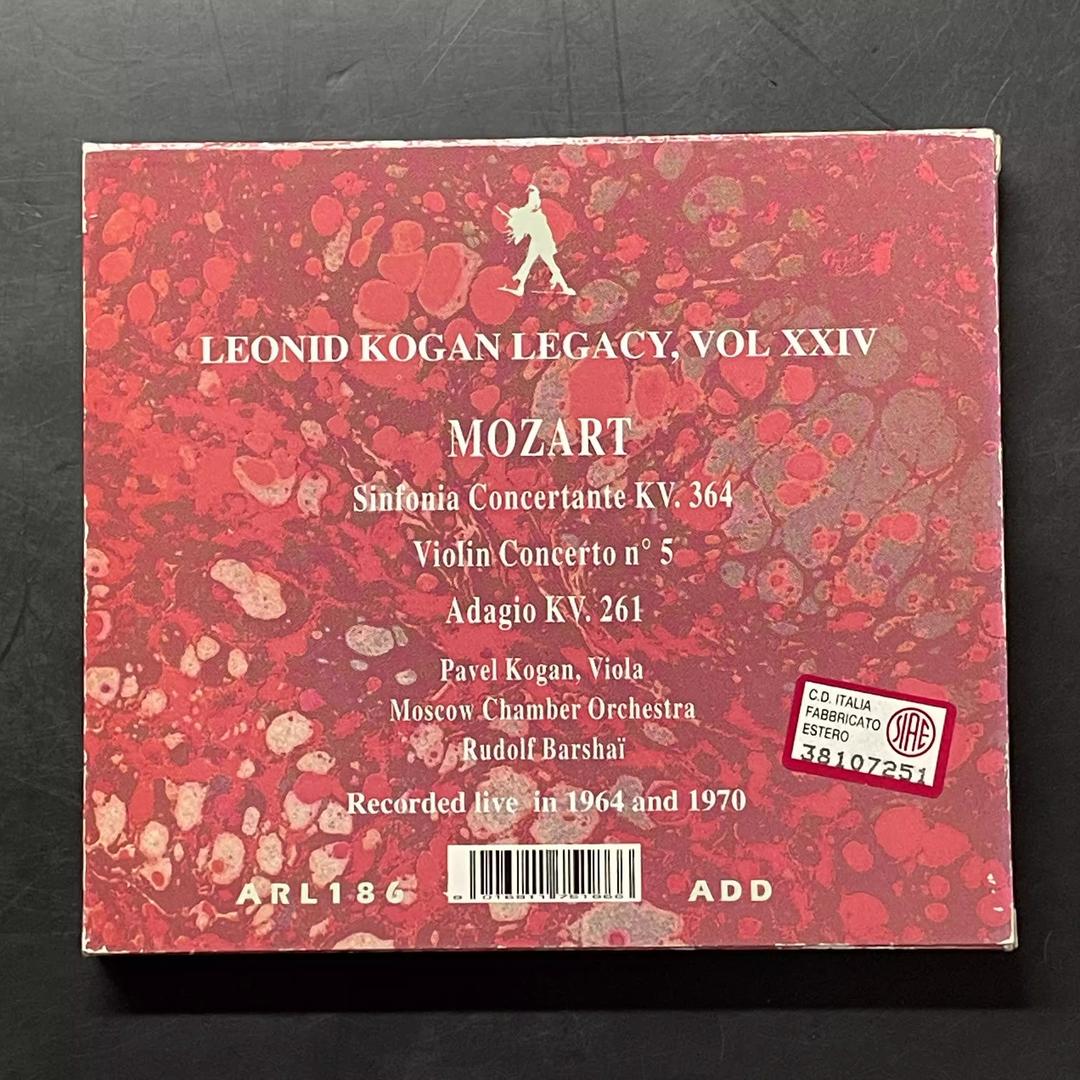 LEONID KOGAN LEGACY, VOL XXIV
MOZART
Sinfonia Concertante KV. 364
Violin Concerto n° 5
Adagio KV. 261
Pavel Kogan, Viola
Moscow Chamber Orchestra
Rudolf Barshaï
C.D. ITALIA
FABBRICATO
ESTERO
SIAE
38107251
Recorded live in 1964 and 1970
ARL186
ADD